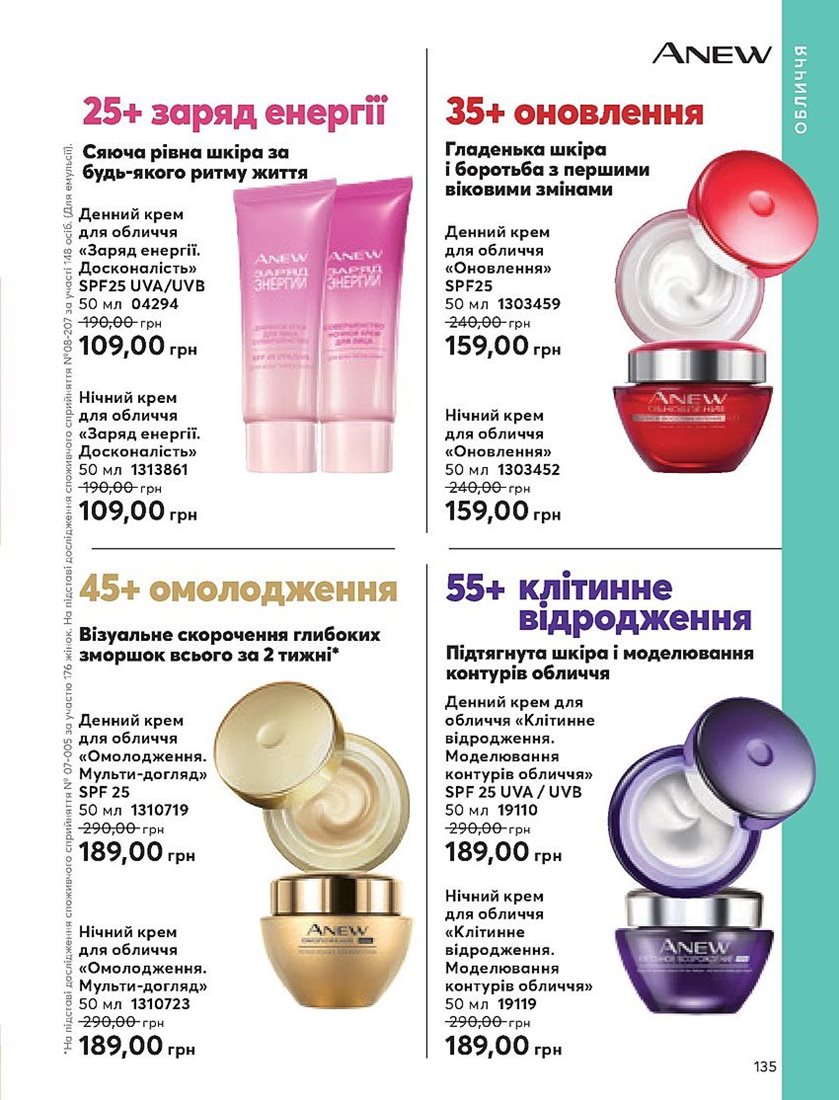 ANEW
ОБЛИЧЧЯ
25+ заряд енергії
Сяюча рівна шкіра за
будь-якого ритму життя
Денний крем
для обличчя
«Заряд енергії.
Досконалість»
SPF25 UVA/UVB
50 мл 04294
190,00 грн
109,00 грн
Нічний крем
для обличчя
«Заряд енергії.
Досконалість»
50 мл 1313861
190,00 грн
109,00 грн
ANEW
ЗАРЯД
ЭНЕРГИИ
ANEW
ЗАРЯД
ЭНЕРГИИ
35+ оновлення
Гладенька шкіра
і боротьба з першими
віковими змінами
Денний крем
для обличчя
«Оновлення»
SPF25
50 мл 1303459
240,00 грн
159,00 грн
Нічний крем
для обличчя
«Оновлення»
50 мл 1303452
240,00 грн
159,00 грн
ANEW
ОБНОВЛЕНИЕ
45+ омолодження
Візуальне скорочення глибоких
зморшок всього за 2 тижні*
Денний крем
для обличчя
«Омолодження.
Мульти-догляд»
SPF 25
50 мл 1310719
290,00 грн
189,00 грн
Нічний крем
для обличчя
«Омолодження.
Мульти-догляд»
50 мл 1310723
290,00 грн
189,00 грн
ANEW
ОМОЛОЖЕНИЕ
55+ клітинне
відродження
Підтягнута шкіра і моделювання
контурів обличчя
Денний крем для
обличчя «Клітинне
відродження.
Моделювання
контурів обличчя»
SPF 25 UVA / UVB
50 мл 19110
290,00 грн
189,00 грн
Нічний крем
для обличчя
«Клітинне
відродження.
Моделювання
контурів обличчя»
50 мл 19119
290,00 грн
189,00 грн
ANEW
*На підставі дослідження споживчого сприйняття № 07-005 за участю 176 жінок. На підставі дослідження споживчого сприйняття №08-207 за участі 148 осіб. (Для емульсії).
135